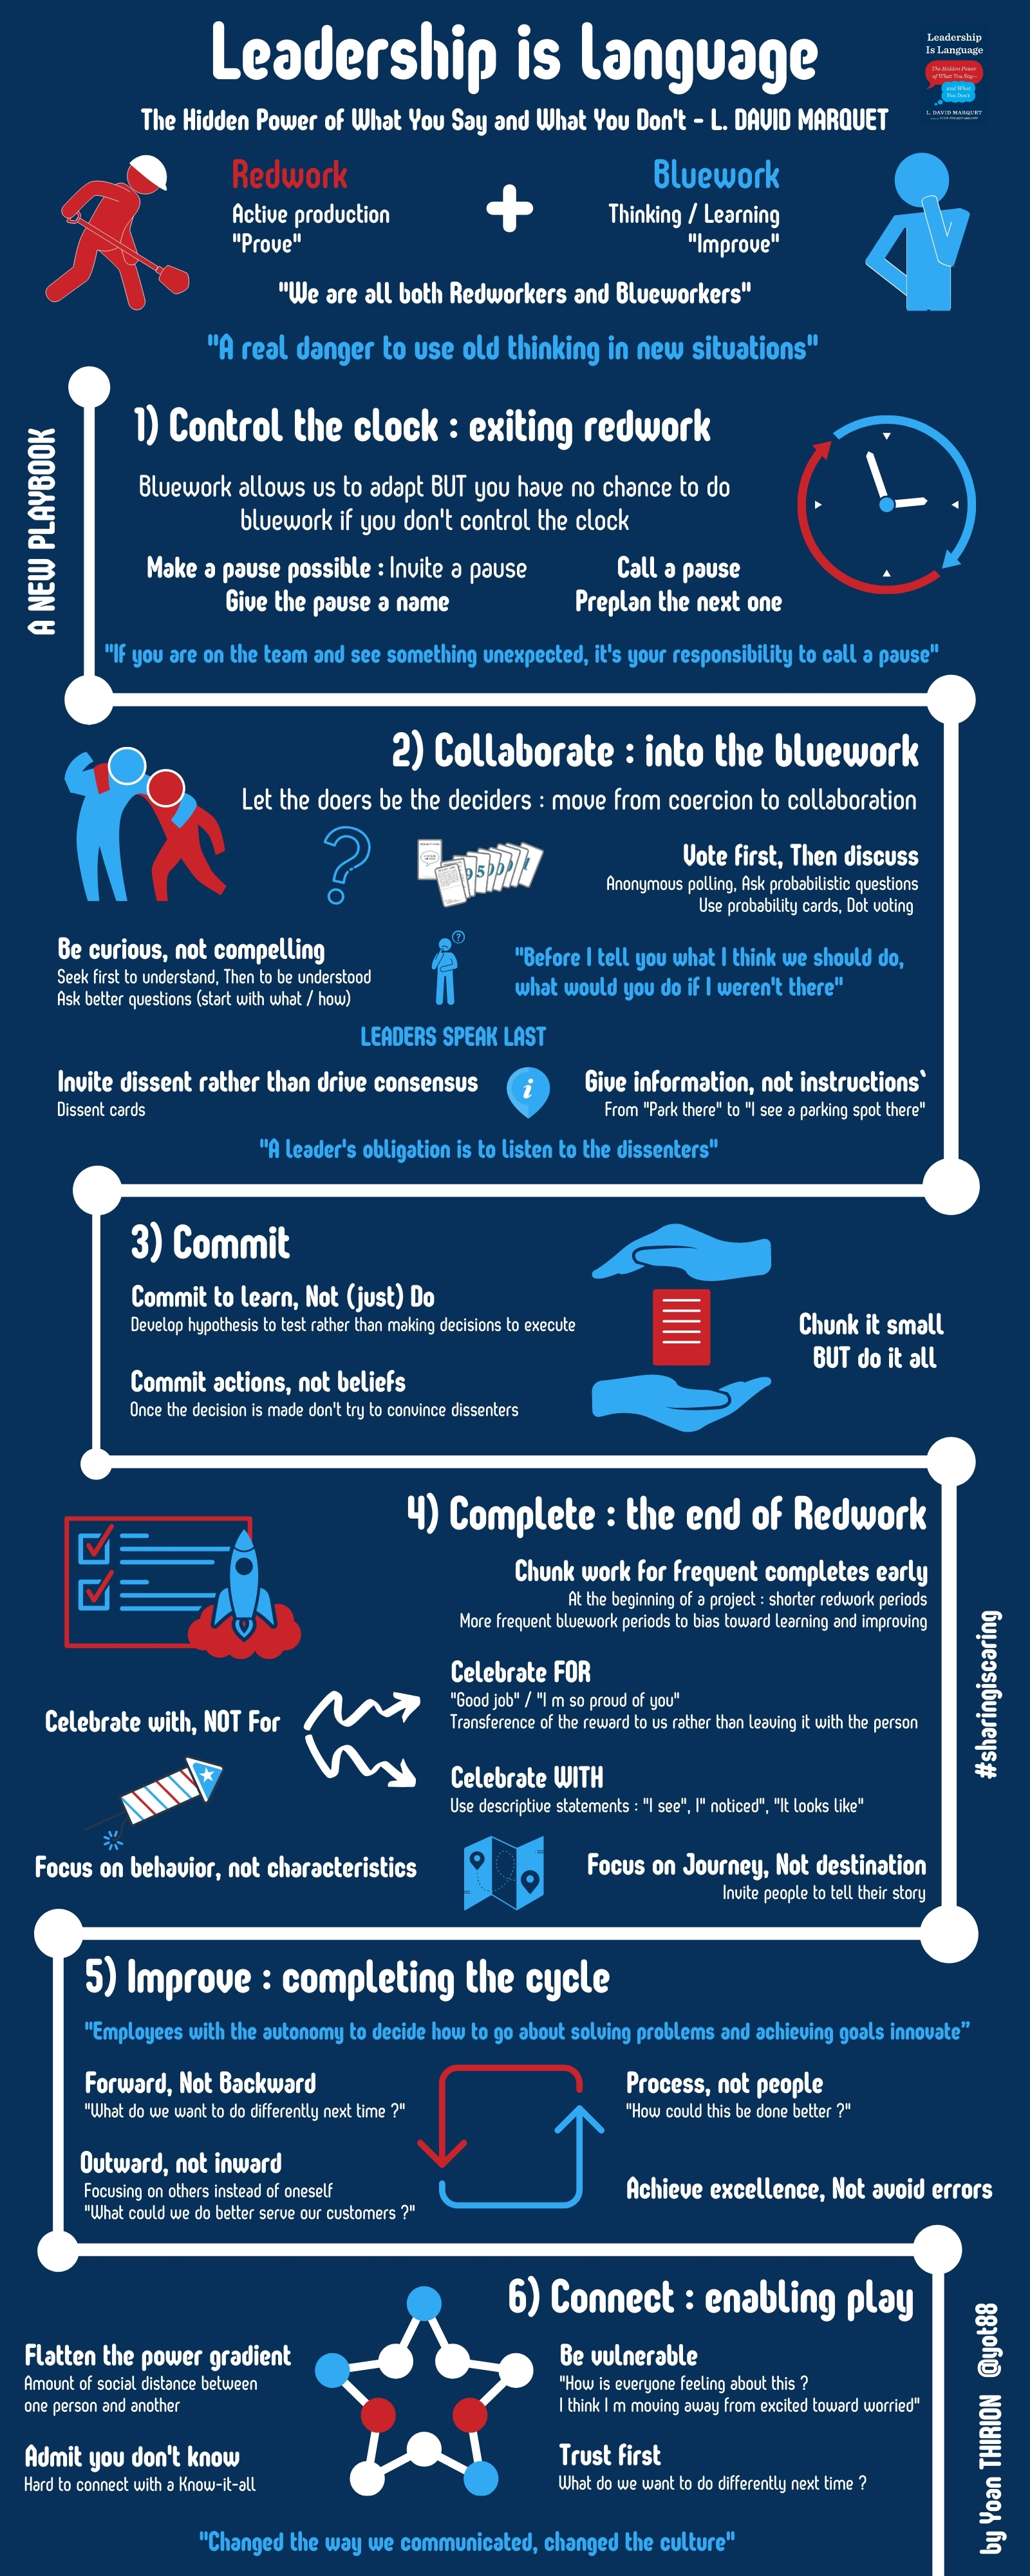 Leadership is language
Leadership
Is Language
The Hidden Power
of What You Say—
and What
You Don't
L. DAVID MARQUET
The Hidden Power of What You Say and What You Don't - L. DAVID MARQUET
Redwork
Active production
"Prove"
Bluework
Thinking / Learning
"Improve"
"We are all both Redworkers and Blueworkers"
"A real danger to use old thinking in new situations"
A NEW PLAYBOOK
1) Control the clock : exiting redwork
Bluework allows us to adapt BUT you have no chance to do
bluework if you don't control the clock
Make a pause possible : Invite a pause
Give the pause a name
Call a pause
Preplan the next one
"If you are on the team and see something unexpected, it's your responsibility to call a pause"
2) Collaborate : into the bluework
Let the doers be the deciders : move from coercion to collaboration
Vote first, Then discuss
Anonymous polling, Ask probabilistic questions
Use probability cards, Dot voting
Be curious, not compelling
Seek first to understand, Then to be understood
Ask better questions (start with what / how)
"Before I tell you what I think we should do,
what would you do if I weren't there"
LEADERS SPEAK LAST
Invite dissent rather than drive consensus
Dissent cards
i
Give information, not instructions`
From "Park there" to "I see a parking spot there"
"A leader's obligation is to listen to the dissenters"
3) Commit
Commit to learn, Not (just) Do
Develop hypothesis to test rather than making decisions to execute
Commit actions, not beliefs
Once the decision is made don't try to convince dissenters
Chunk it small
BUT do it all
4) Complete : the end of Redwork
Chunk work for frequent completes early
At the beginning of a project : shorter redwork periods
More frequent bluework periods to bias toward learning and improving
Celebrate with, NOT For
Celebrate FOR
"Good job" / "I m so proud of you"
Transference of the reward to us rather than leaving it with the person
Celebrate WITH
Use descriptive statements : "I see", I" noticed", "It looks like"
Focus on behavior, not characteristics
Focus on Journey, Not destination
Invite people to tell their story
#sharingiscaring
5) Improve : completing the cycle
"Employees with the autonomy to decide how to go about solving problems and achieving goals innovate”
Forward, Not Backward
"What do we want to do differently next time ?"
Process, not people
"How could this be done better ?"
Outward, not inward
Focusing on others instead of oneself
"What could we do better serve our customers ?"
Achieve excellence, Not avoid errors
6) Connect : enabling play
Flatten the power gradient
Amount of social distance between
one person and another
Admit you don't know
Hard to connect with a Know-it-all
Be vulnerable
"How is everyone feeling about this ?
I think I m moving away from excited toward worried"
Trust first
What do we want to do differently next time ?
"Changed the way we communicated, changed the culture"
by Yoan THIRION @yot88